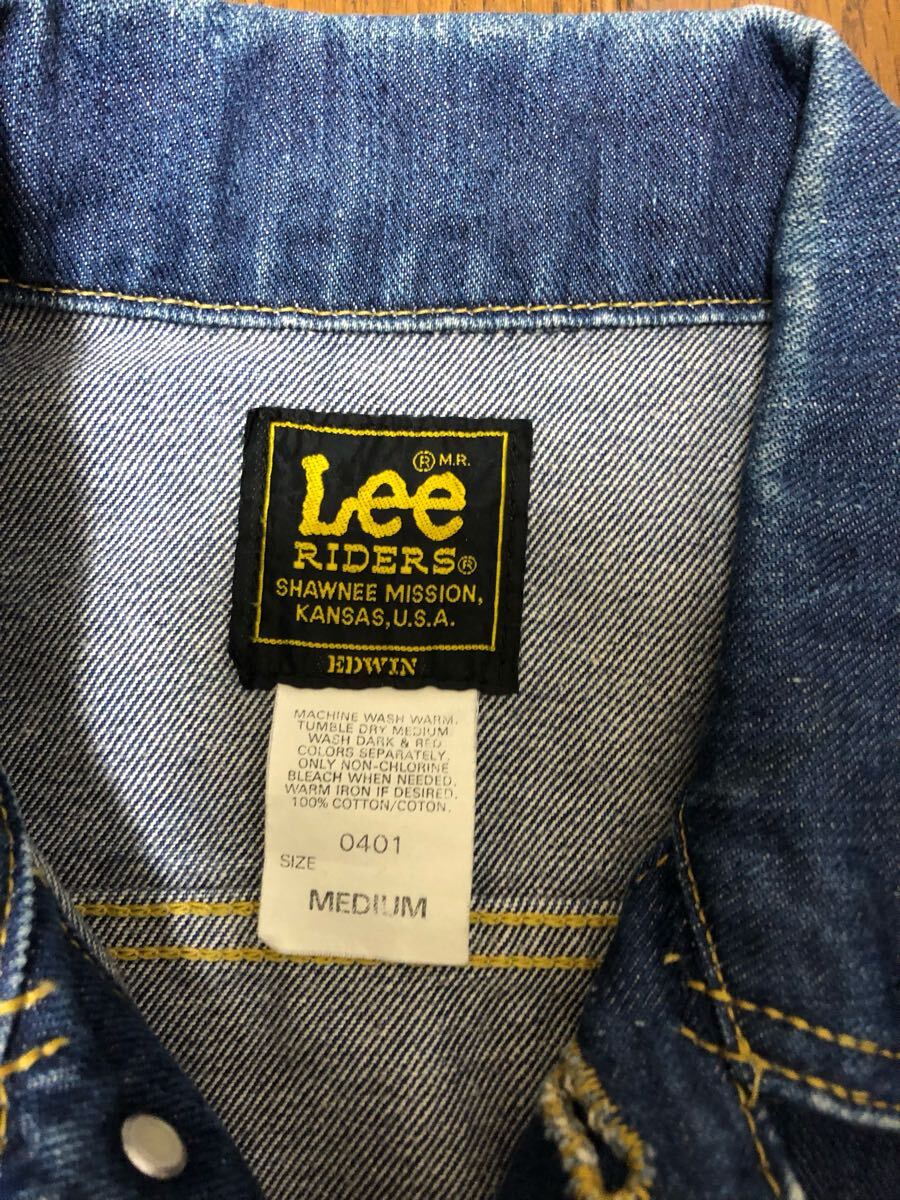 ® M.R.
Lee
RIDERS®
SHAWNEE MISSION,
KANSAS, U.S.A.
EDWIN
MACHINE WASH WARM.
TUMBLE DRY MEDIUM
WASH DARK & RED
COLORS SEPARATELY.
ONLY NON-CHLORINE
BLEACH WHEN NEEDED.
WARM IRON IF DESIRED.
100% COTTON/COTON.
0401
SIZE
MEDIUM